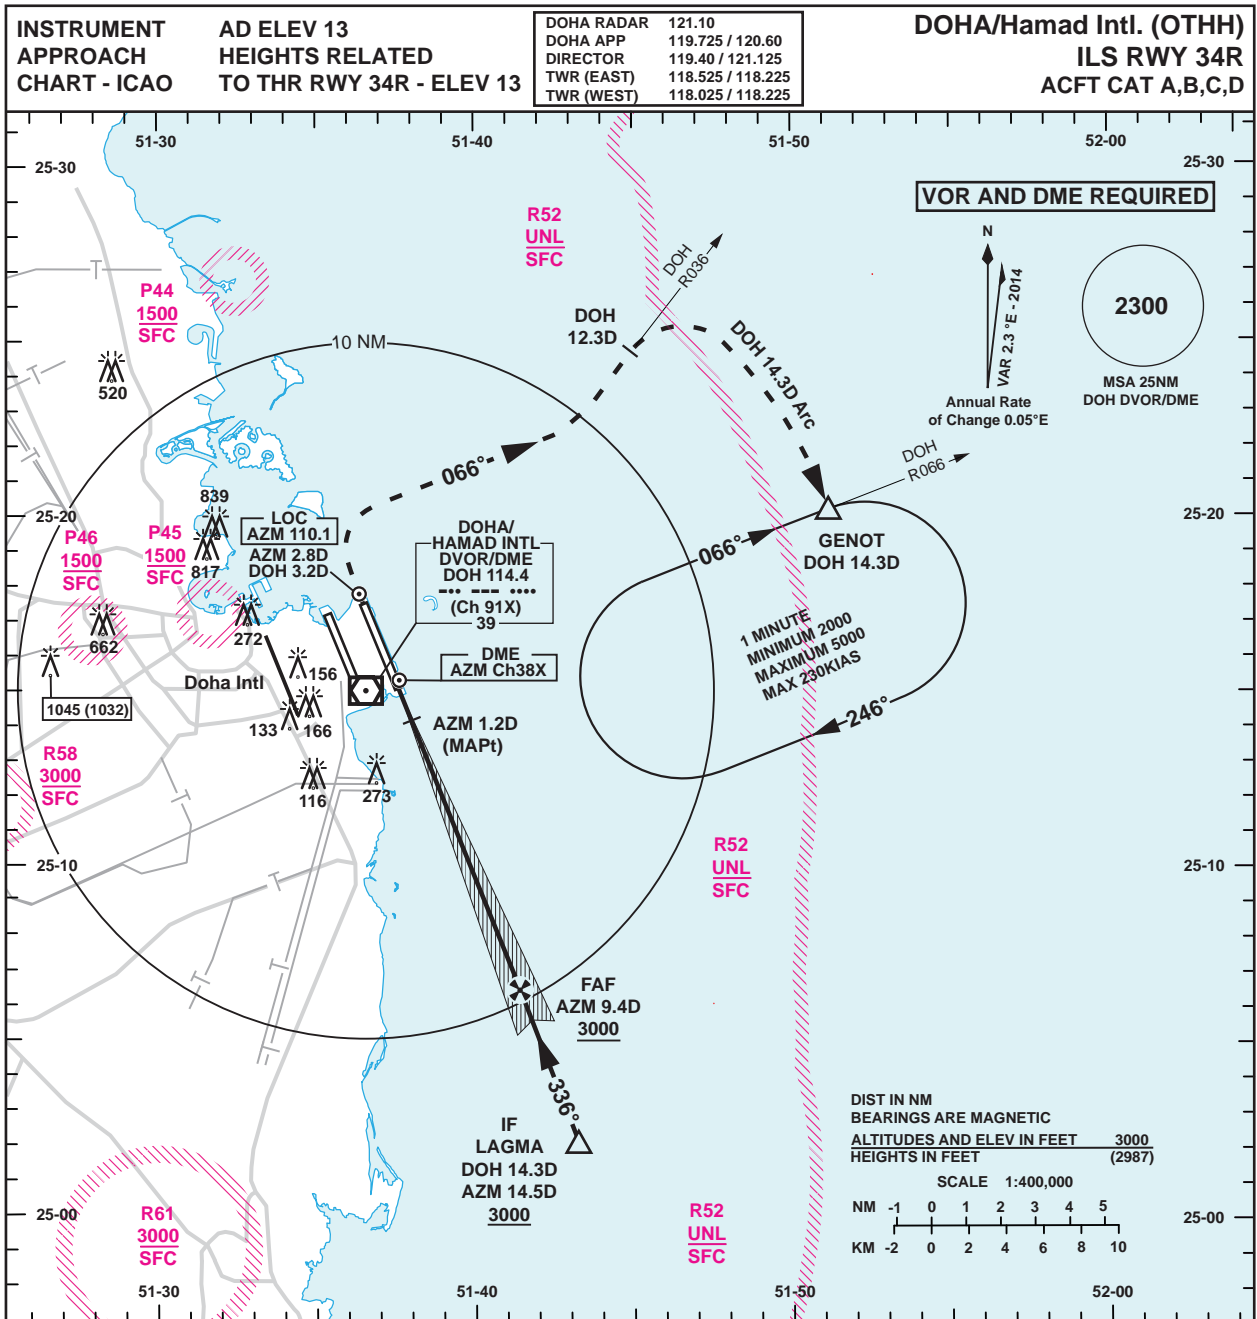 INSTRUMENT
APPROACH
CHART - ICAO
AD ELEV 13
HEIGHTS RELATED
TO THR RWY 34R - ELEV 13
DOHA RADAR 121.10
DOHA APP 119.725 / 120.60
DIRECTOR 119.40 / 121.125
TWR (EAST) 118.525 / 118.225
TWR (WEST) 118.025 / 118.225
DOHA/Hamad Intl. (OTHH)
ILS RWY 34R
ACFT CAT A,B,C,D
51-30
51-40
51-50
52-00
25-30
25-30
VOR AND DME REQUIRED
R52
UNL
SFC
N
VAR 2.3 °E - 2014
Annual Rate
of Change 0.05°E
2300
MSA 25NM
DOH DVOR/DME
DOH
R036
P44
1500
SFC
DOH
12.3D
DOH 14.3D Arc
10 NM
520
066°
DOH
R066
839
817
25-20
25-20
P46
1500
SFC
P45
1500
SFC
LOC
AZM 110.1
AZM 2.8D
DOH 3.2D
DOHA/
HAMAD INTL
DVOR/DME
DOH 114.4
(Ch 91X)
39
066°
GENOT
DOH 14.3D
1 MINUTE
MINIMUM 2000
MAXIMUM 5000
MAX 230KIAS
246°
662
272
156
Doha Intl
DME
AZM Ch38X
1045 (1032)
133
166
AZM 1.2D
(MAPt)
R58
3000
SFC
116
273
25-10
25-10
R52
UNL
SFC
FAF
AZM 9.4D
3000
336°
IF
LAGMA
DOH 14.3D
AZM 14.5D
3000
DIST IN NM
BEARINGS ARE MAGNETIC
ALTITUDES AND ELEV IN FEET 3000
HEIGHTS IN FEET (2987)
SCALE 1:400,000
NM -1 0 1 2 3 4 5
KM -2 0 2 4 6 8 10
25-00
25-00
R61
3000
SFC
R52
UNL
SFC
51-30
51-40
51-50
52-00